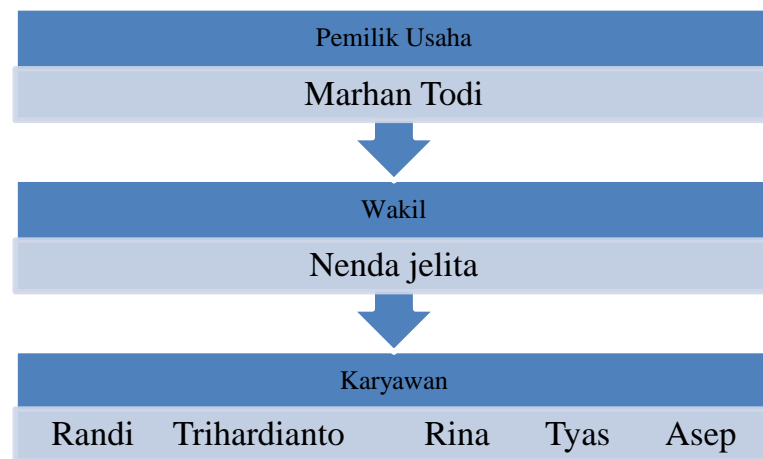 Pemilik Usaha
Marhan Todi
Wakil
Nenda jelita
Karyawan
Randi Trihardianto Rina Tyas Asep